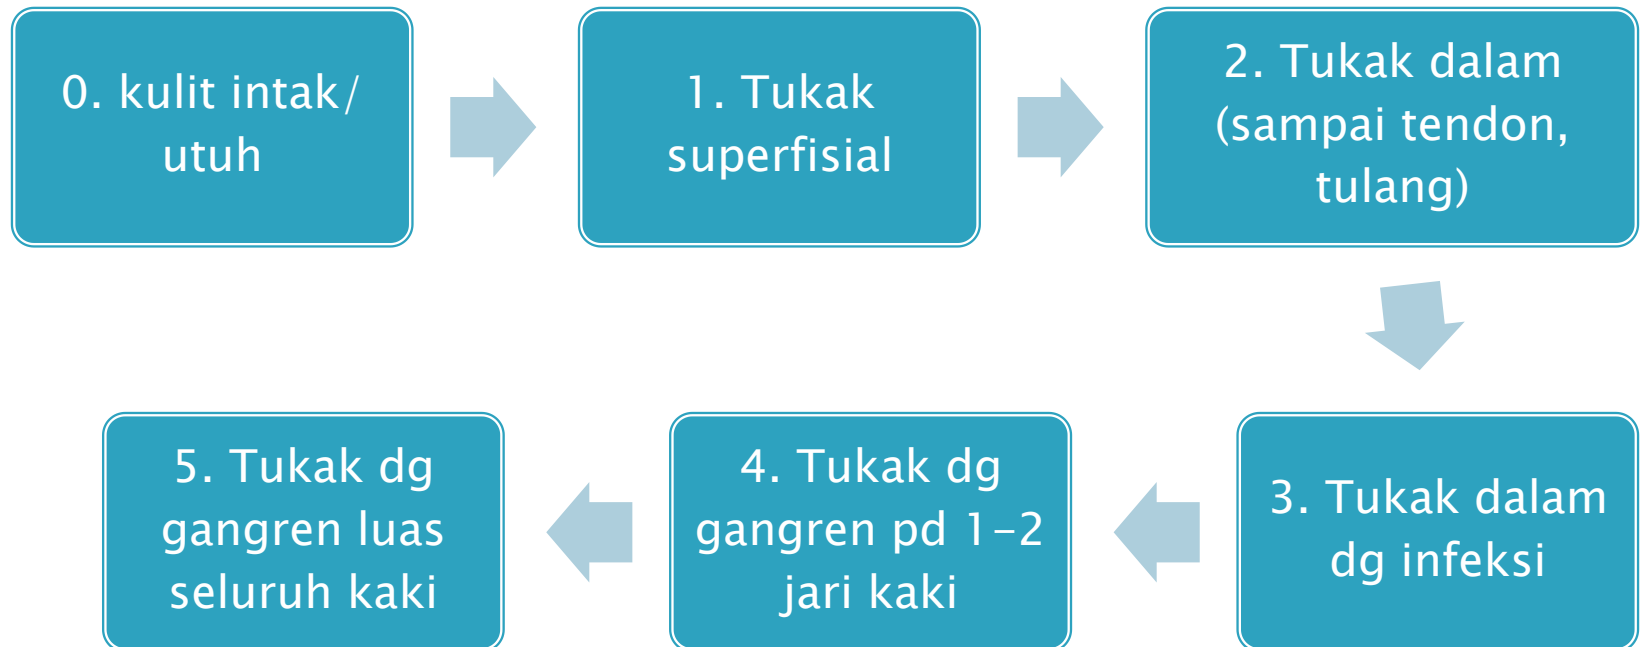 0. kulit intak/
utuh
1. Tukak
superfisial
2. Tukak dalam
(sampai tendon,
tulang)
3. Tukak dalam
dg infeksi
4. Tukak dg
gangren pd 1-2
jari kaki
5. Tukak dg
gangren luas
seluruh kaki